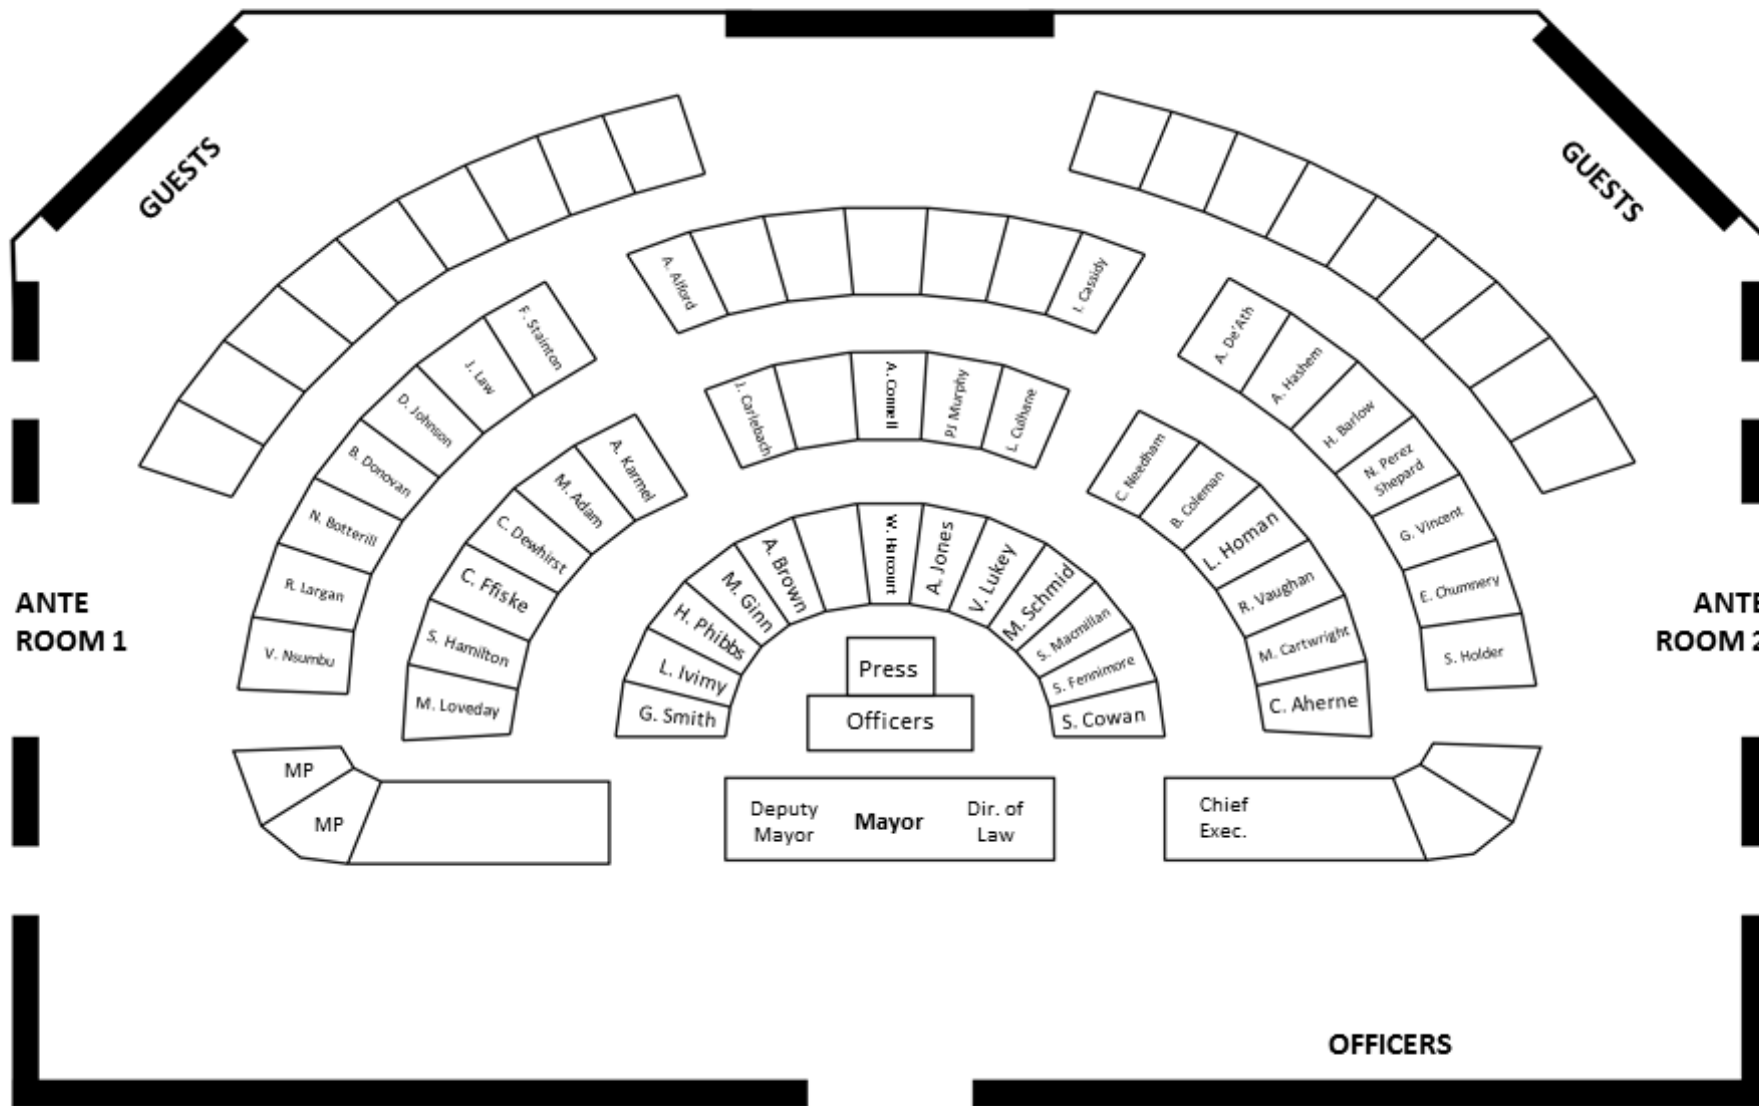 GUESTS
GUESTS
A. Alford
I. Cassidy
F. Stainton
J. Law
D. Johnson
B. Donovan
N. Botterill
R. Largan
V. Nsumbu
A. Karmel
M. Adam
C. Dewhirst
C. Ffiske
S. Hamilton
M. Loveday
J. Carlebach
A. Connell
PJ Murphy
L. Culhane
A. De'Ath
A. Hashem
H. Barlow
N. Perez
Shepard
G. Vincent
E. Chumnery
S. Holder
C. Needham
B. Coleman
L. Homan
R. Vaughan
M. Cartwright
C. Aherne
G. Smith
L. Ivimy
H. Phibbs
M. Ginn
A. Brown
W. Harcourt
A. Jones
V. Lukey
M. Schmid
S. Macmillan
S. Fennimore
S. Cowan
ANTE
ROOM 1
ANTE
ROOM 2
Press
Officers
MP
MP
Deputy
Mayor
Mayor
Dir. of
Law
Chief
Exec.
OFFICERS